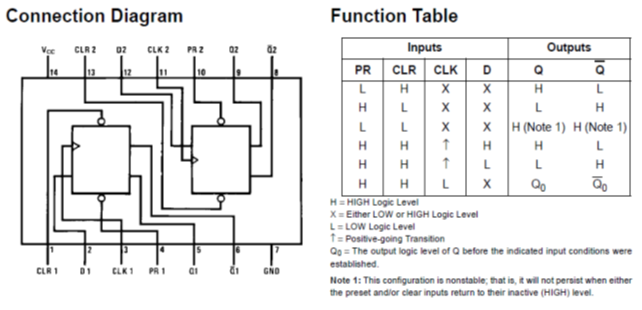 Connection Diagram
VCC CLR 2 D2 CLK 2 PR 2 Q2 Q̅2
14 13 12 11 10 9 8
1 2 3 4 5 6 7
CLR 1 D1 CLK 1 PR 1 Q1 Q̅1 GND
Function Table
Inputs Outputs
PR CLR CLK D Q Q̅
L H X X H L
H L X X L H
L L X X H (Note 1) H (Note 1)
H H ↑ H H L
H H ↑ L L H
H H L X Q0 Q̅0
H = HIGH Logic Level
X = Either LOW or HIGH Logic Level
L = LOW Logic Level
↑ = Positive-going Transition
Q0 = The output logic level of Q before the indicated input conditions were
established.
Note 1: This configuration is nonstable; that is, it will not persist when either
the preset and/or clear inputs return to their inactive (HIGH) level.